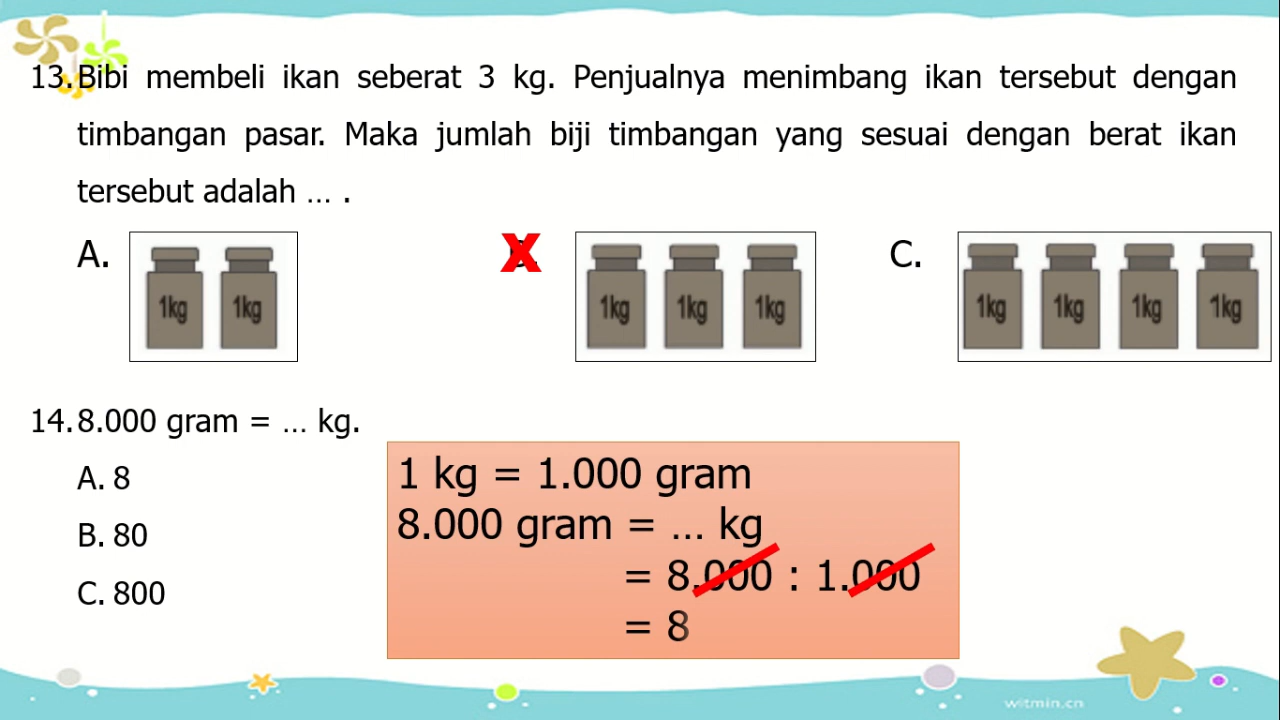 13. Bibi membeli ikan seberat 3 kg. Penjualnya menimbang ikan tersebut dengan
timbangan pasar. Maka jumlah biji timbangan yang sesuai dengan berat ikan
tersebut adalah ... .
A. 1kg 1kg X 1kg 1kg 1kg C. 1kg 1kg 1kg 1kg
14. 8.000 gram = ... kg.
A. 8
B. 80
C. 800
1 kg = 1.000 gram
8.000 gram = ... kg
= 8.000 : 1.000
= 8
witmin.cn